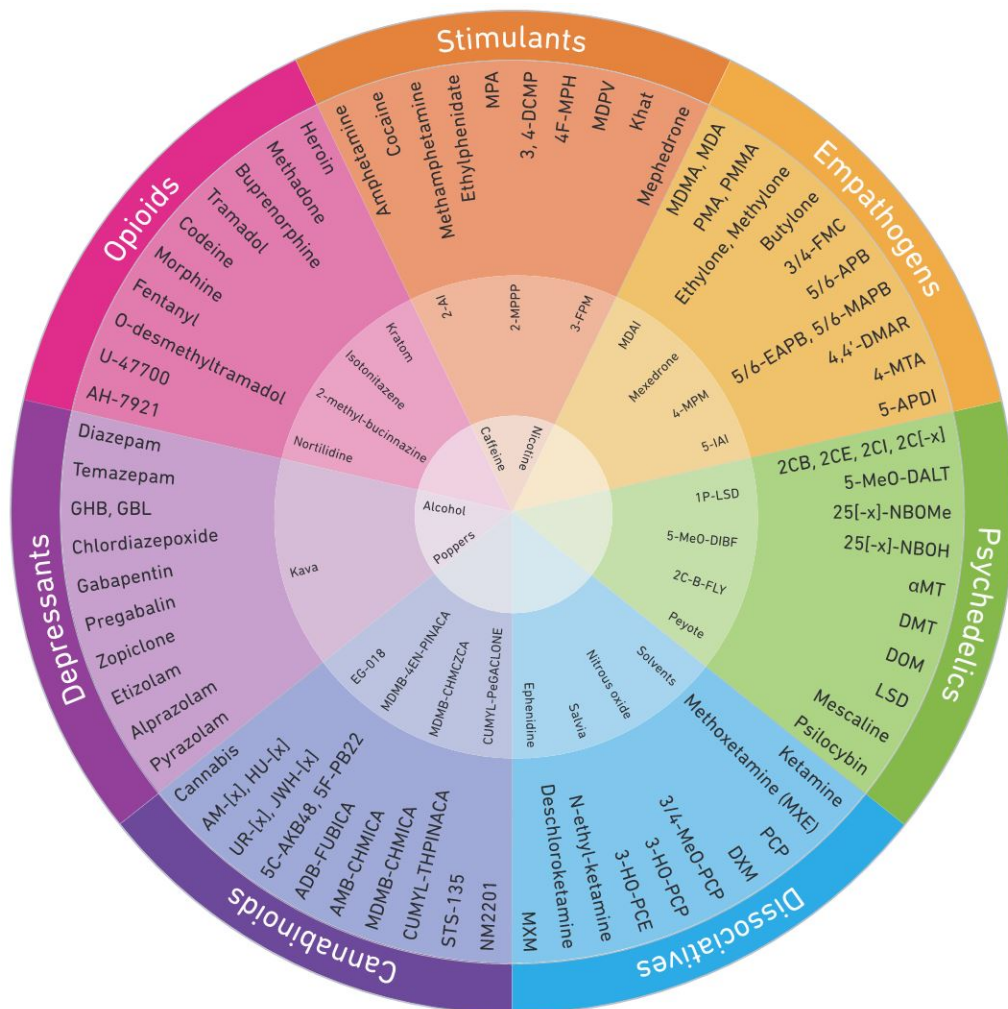 Stimulants
Amphetamine
Cocaine
Methamphetamine
Ethylphenidate
MPA
3, 4-DCMP
4F-MPH
MDPV
Khat
Mephedrone
2-AI
2-MPPP
3-FPM
Caffeine
Nicotine
Empathogens
MDMA, MDA
PMA, PMMA
Ethylone, Methylone
Butylone
3/4-FMC
5/6-APB
5/6-EAPB, 5/6-MAPB
4,4'-DMAR
4-MTA
5-APDI
MDAI
Mexedrone
4-MPM
5-IAI
Psychedelics
2CB, 2CE, 2CI, 2C[-x]
5-MeO-DALT
25[-x]-NBOMe
25[-x]-NBOH
αMT
DMT
DOM
LSD
Mescaline
Psilocybin
1P-LSD
5-MeO-DIBF
2C-B-FLY
Peyote
Dissociatives
Ketamine
Methoxetamine (MXE)
PCP
DXM
3/4-MeO-PCP
3-HO-PCP
3-HO-PCE
N-ethyl-ketamine
Deschloroketamine
MXM
Solvents
Nitrous oxide
Salvia
Ephenidine
Cannabinoids
NM2201
STS-135
CUMYL-THPINACA
MDMB-CHMICA
AMB-CHMICA
ADB-FUBICA
5C-AKB48, 5F-PB22
UR-[x], JWH-[x]
AM-[x], HU-[x]
Cannabis
CUMYL-PeGACLONE
MDMB-CHMCZCA
MDMB-4EN-PINACA
EG-018
Depressants
Diazepam
Temazepam
GHB, GBL
Chlordiazepoxide
Gabapentin
Pregabalin
Zopiclone
Etizolam
Alprazolam
Pyrazolam
Kava
Alcohol
Poppers
Opioids
Heroin
Methadone
Buprenorphine
Tramadol
Codeine
Morphine
Fentanyl
O-desmethyltramadol
U-47700
AH-7921
Kratom
Isotonitazene
2-methyl-bucinnazine
Nortilidine